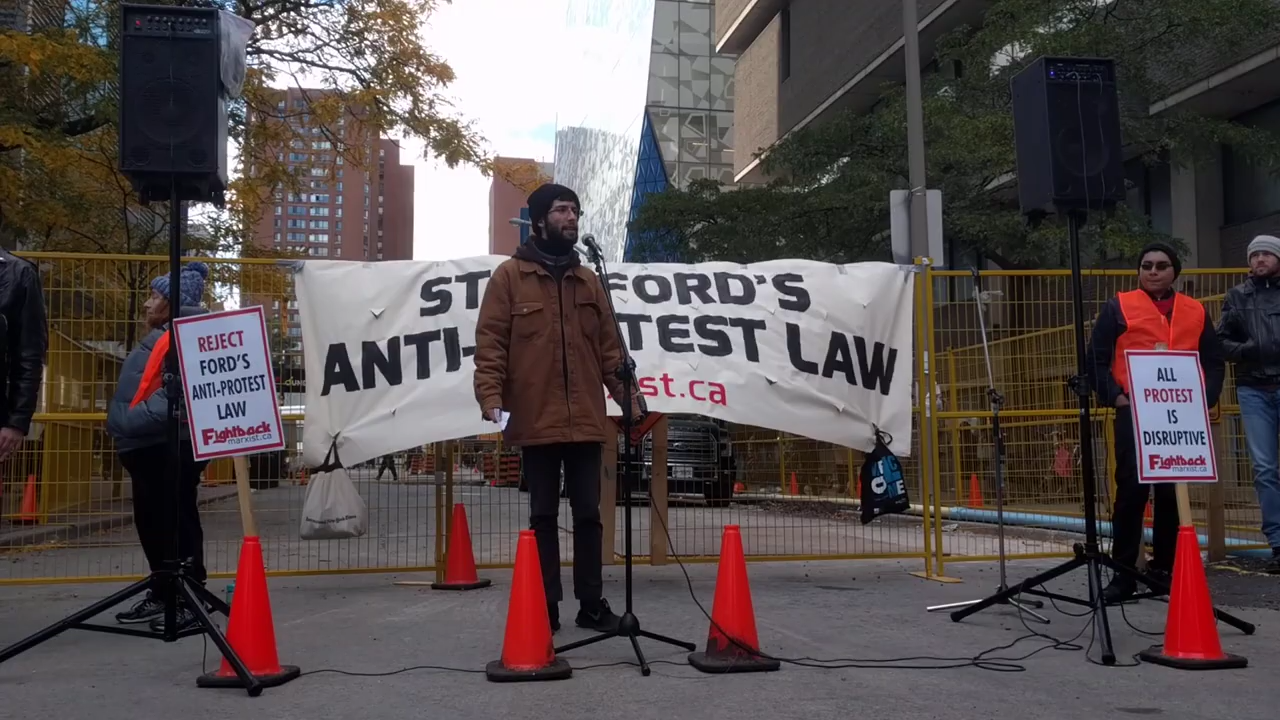 ST FORD'S
ANTI- TEST LAW
st.ca
REJECT
FORD'S
ANTI-PROTEST
LAW
Fightback
marxist.ca
ALL
PROTEST
IS
DISRUPTIVE
Fightback
marxist.ca